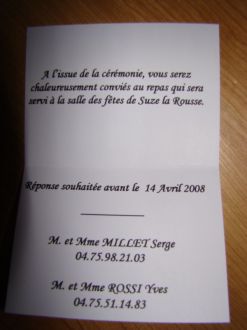 A l'issue de la cérémonie, vous serez
chaleureusement conviés au repas qui sera
servi à la salle des fêtes de Suze la Rousse.
Réponse souhaitée avant le 14 Avril 2008
M. et Mme MILLET Serge
04.75.98.21.03
M. et Mme ROSSI Yves
04.75.51.14.83